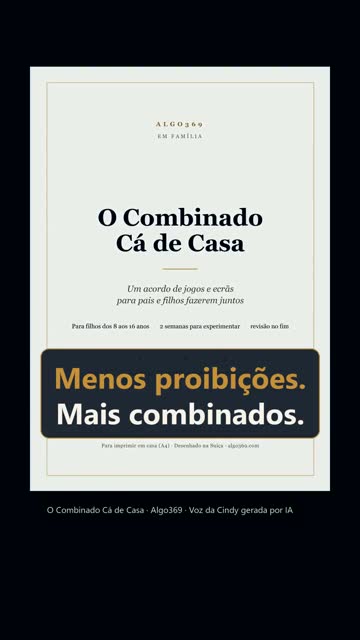 ALGO369
EM FAMÍLIA
O Combinado
Cá de Casa
Um acordo de jogos e ecrãs
para pais e filhos fazerem juntos
Para filhos dos 8 aos 16 anos 2 semanas para experimentar revisão no fim
Menos proibições.
Mais combinados.
Para imprimir em casa (A4) · Desenhado na Suíça · algo369.com
O Combinado Cá de Casa · Algo369 · Voz da Cindy gerada por IA